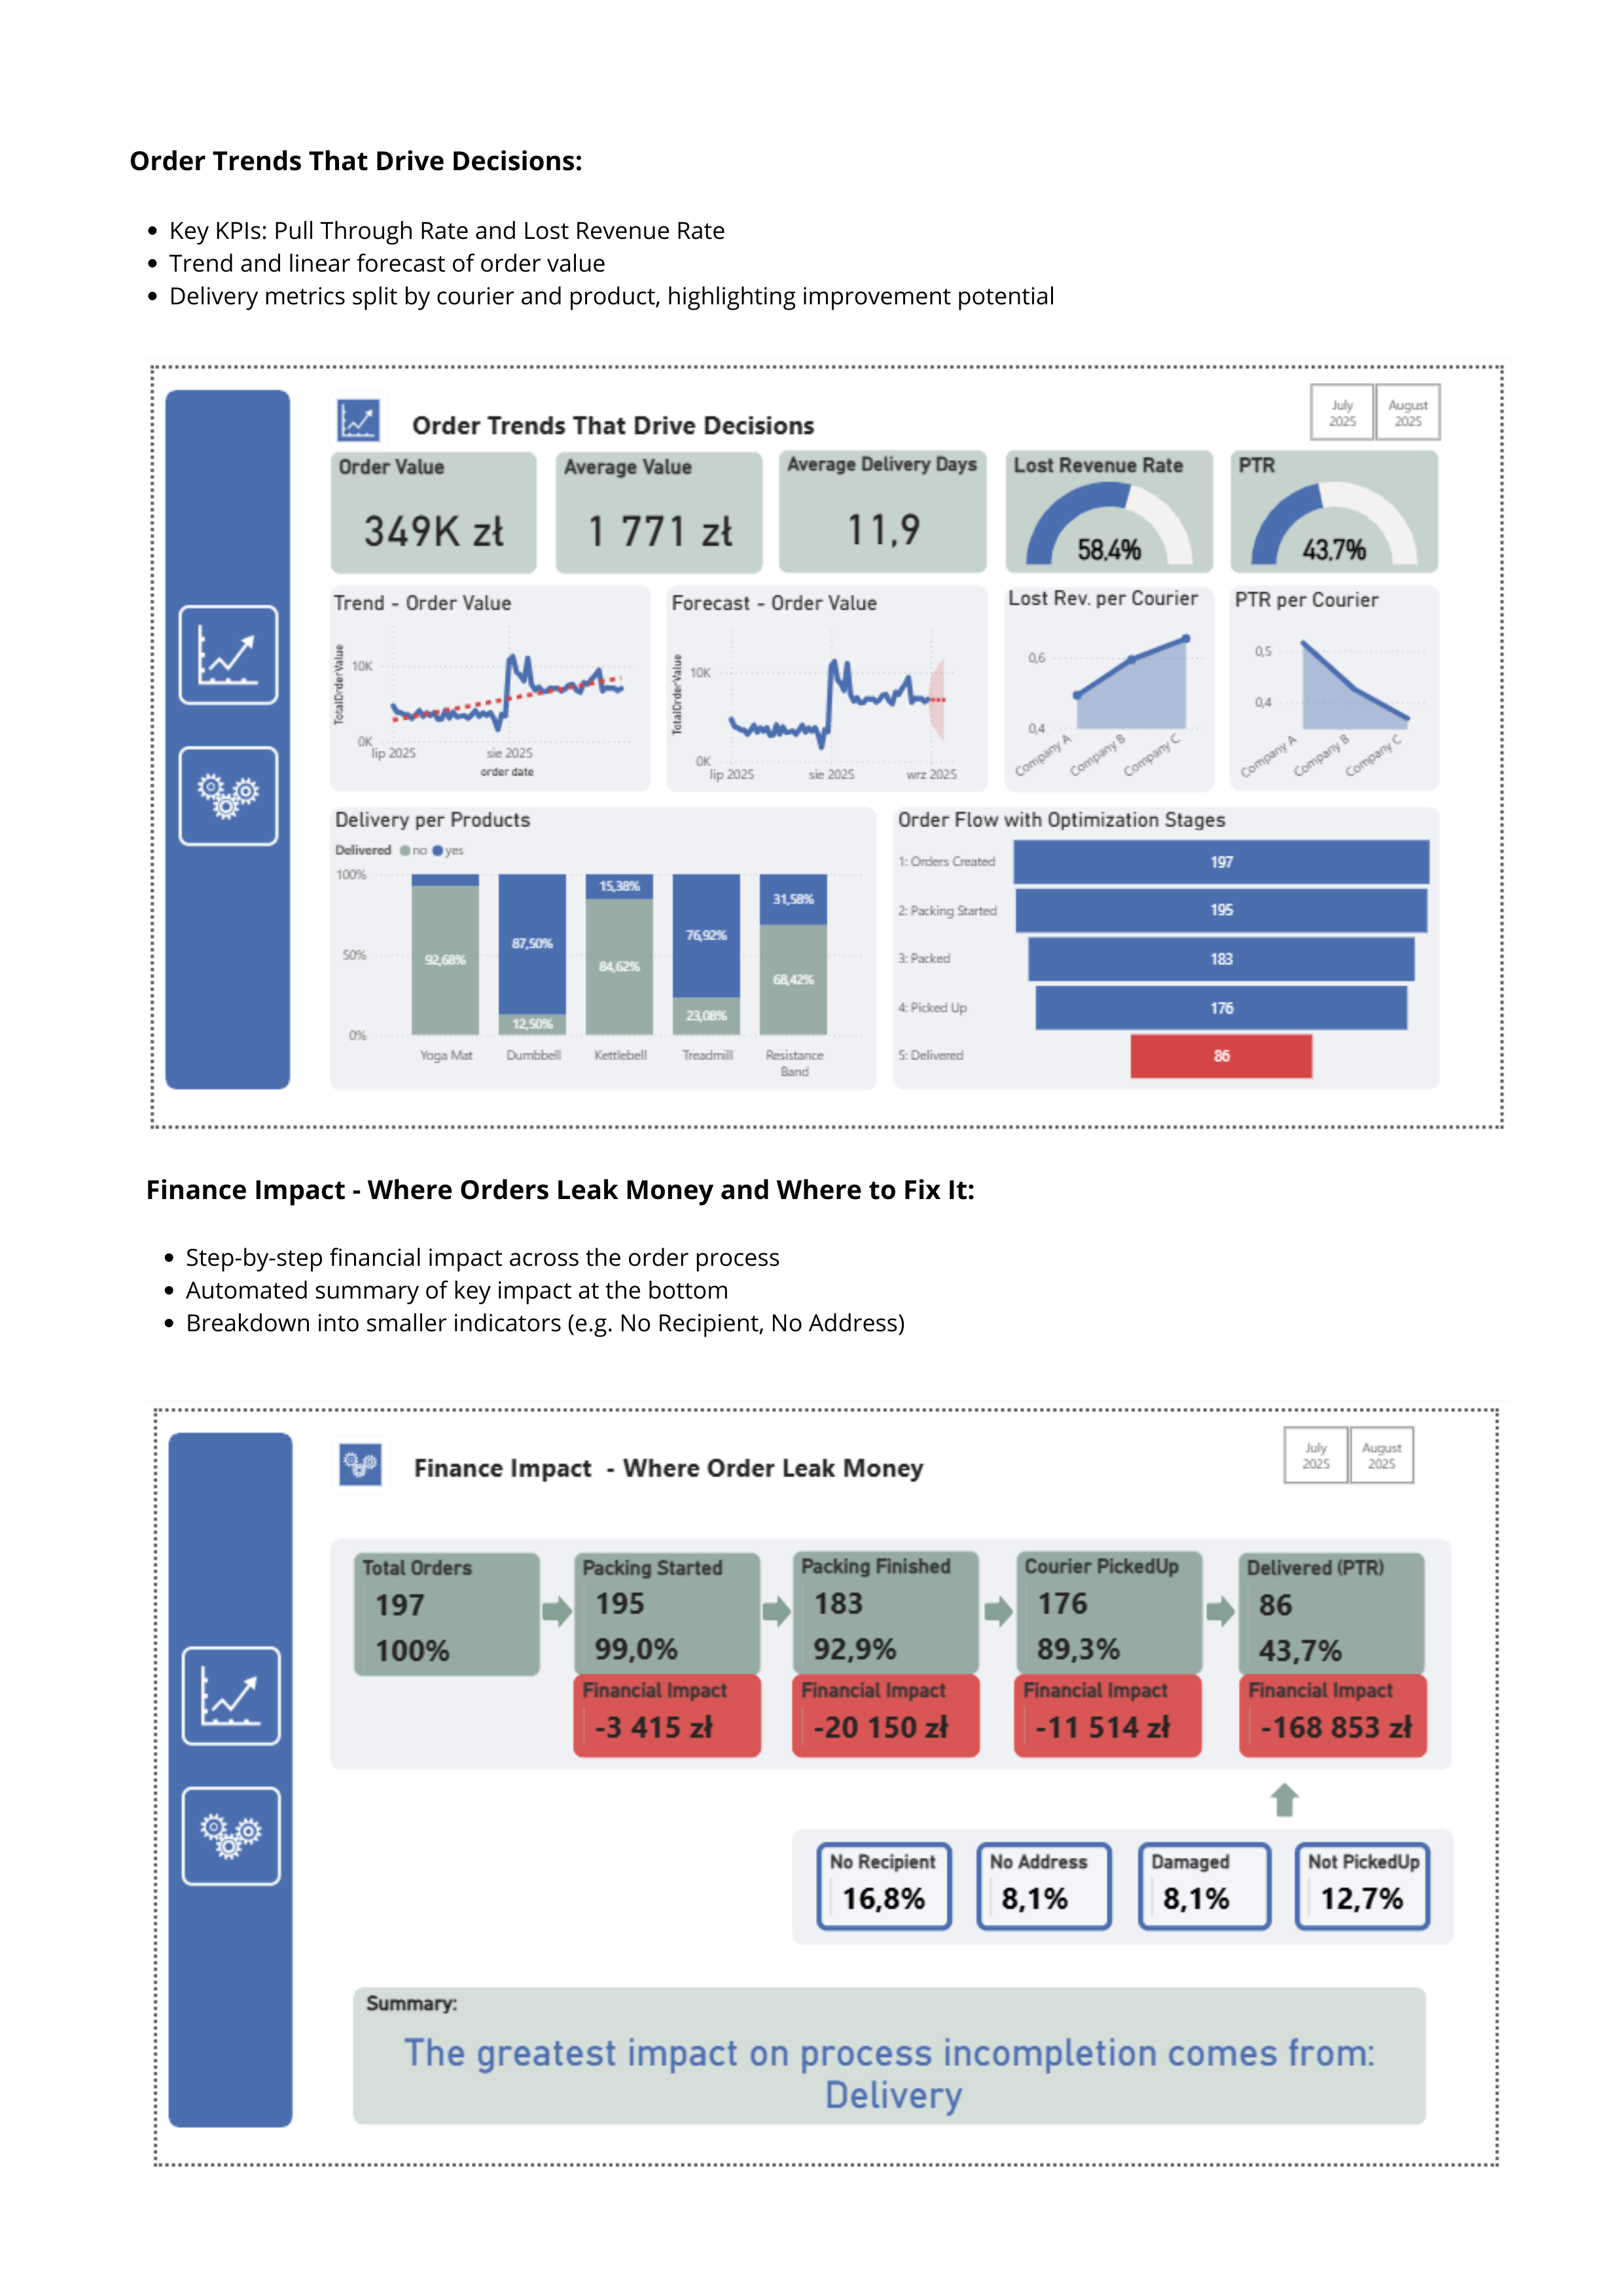 Order Trends That Drive Decisions:
• Key KPIs: Pull Through Rate and Lost Revenue Rate
• Trend and linear forecast of order value
• Delivery metrics split by courier and product, highlighting improvement potential
Order Trends That Drive Decisions
July
2025
August
2025
Order Value
349K zł
Average Value
1 771 zł
Average Delivery Days
11,9
Lost Revenue Rate
58,4%
PTR
43,7%
Trend - Order Value
TotalOrderValue
10K
0K
lip 2025
sie 2025
order date
Forecast - Order Value
TotalOrderValue
10K
0K
lip 2025
sie 2025
wrz 2025
Lost Rev. per Courier
0,6
0,4
Company A
Company B
Company C
PTR per Courier
0,5
0,4
Company A
Company B
Company C
Delivery per Products
Delivered no yes
100%
50%
0%
92,68%
87,50%
12,50%
15,38%
84,62%
76,92%
23,08%
31,58%
68,42%
Yoga Mat
Dumbbell
Kettlebell
Treadmill
Resistance
Band
Order Flow with Optimization Stages
1: Orders Created
197
2: Packing Started
195
3: Packed
183
4: Picked Up
176
5: Delivered
86
Finance Impact - Where Orders Leak Money and Where to Fix It:
• Step-by-step financial impact across the order process
• Automated summary of key impact at the bottom
• Breakdown into smaller indicators (e.g. No Recipient, No Address)
Finance Impact - Where Order Leak Money
July
2025
August
2025
Total Orders
197
100%
Packing Started
195
99,0%
Financial Impact
-3 415 zł
Packing Finished
183
92,9%
Financial Impact
-20 150 zł
Courier PickedUp
176
89,3%
Financial Impact
-11 514 zł
Delivered (PTR)
86
43,7%
Financial Impact
-168 853 zł
No Recipient
16,8%
No Address
8,1%
Damaged
8,1%
Not PickedUp
12,7%
Summary:
The greatest impact on process incompletion comes from:
Delivery